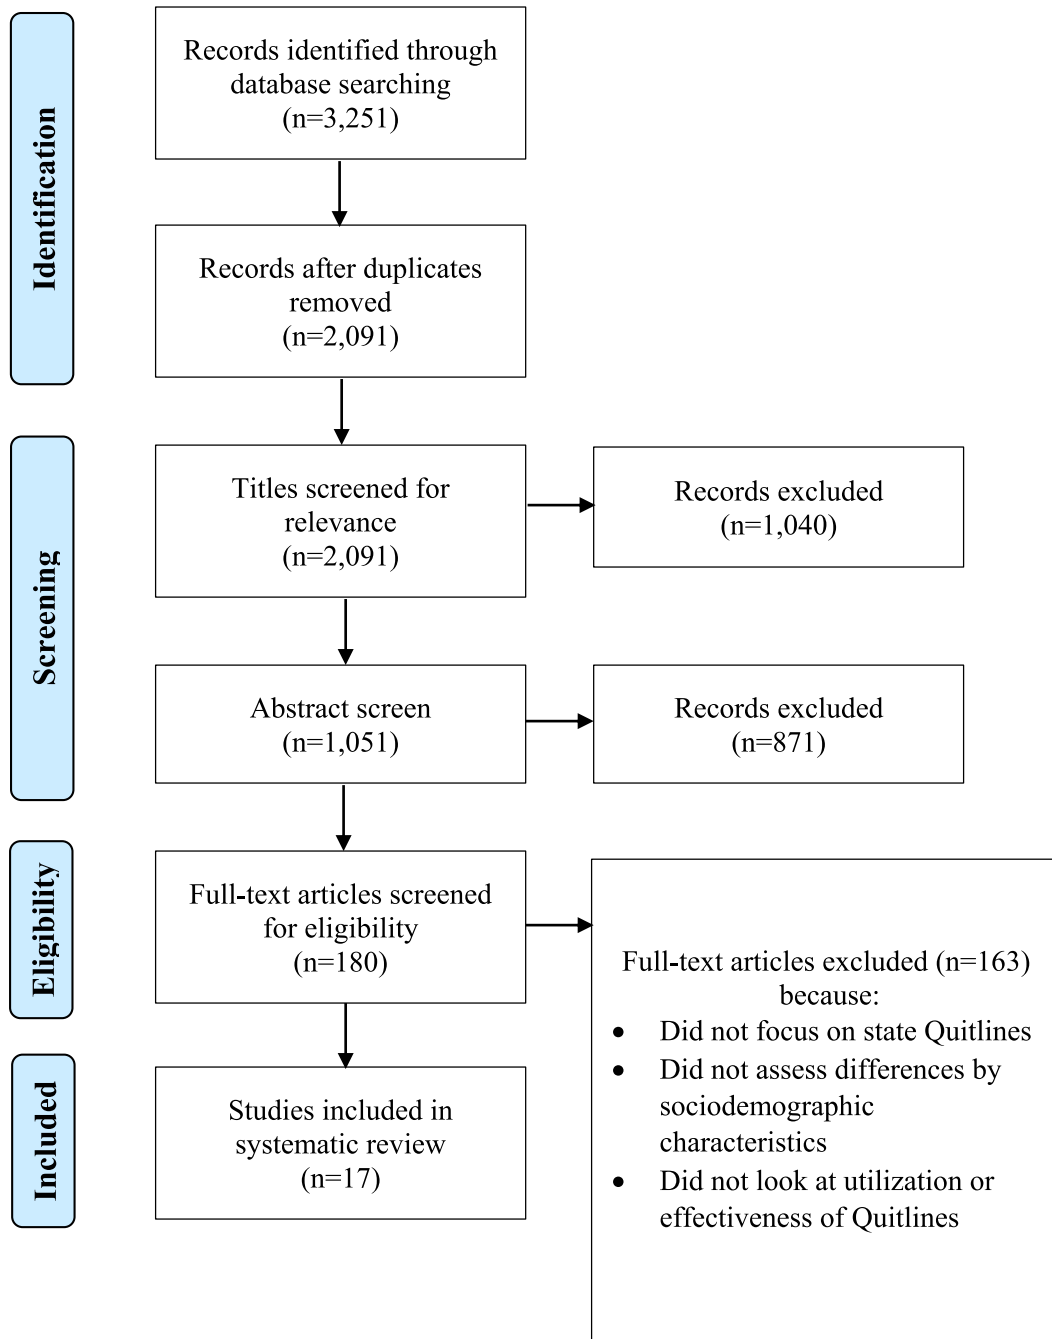 Identification
Records identified through
database searching
(n=3,251)
Records after duplicates
removed
(n=2,091)
Screening
Titles screened for
relevance
(n=2,091)
Records excluded
(n=1,040)
Abstract screen
(n=1,051)
Records excluded
(n=871)
Eligibility
Full-text articles screened
for eligibility
(n=180)
Full-text articles excluded (n=163)
because:
• Did not focus on state Quitlines
• Did not assess differences by
sociodemographic
characteristics
• Did not look at utilization or
effectiveness of Quitlines
Included
Studies included in
systematic review
(n=17)